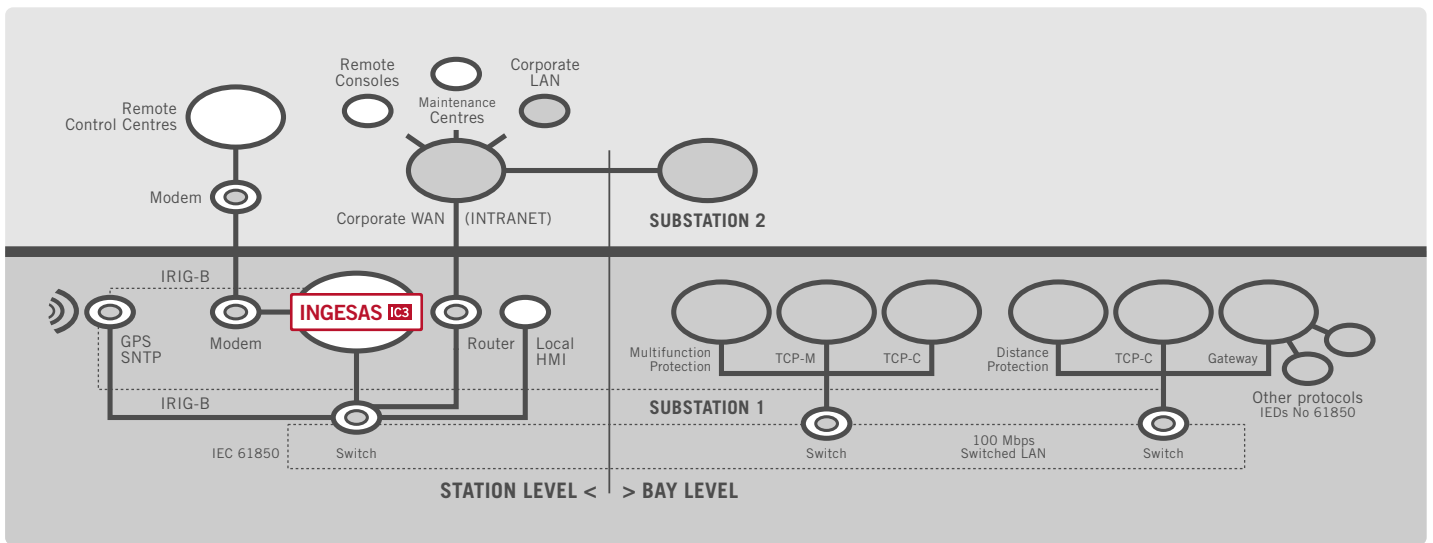 Remote
Control Centres
Remote
Consoles
Maintenance
Centres
Corporate
LAN
Modem
Corporate WAN (INTRANET)
SUBSTATION 2
IRIG-B
INGESAS IC3
GPS
SNTP
Modem
Router
Local
HMI
Multifunction
Protection
TCP-M
TCP-C
Distance
Protection
TCP-C
Gateway
Other protocols
IEDs No 61850
IRIG-B
SUBSTATION 1
IEC 61850
Switch
Switch
100 Mbps
Switched LAN
Switch
STATION LEVEL < > BAY LEVEL